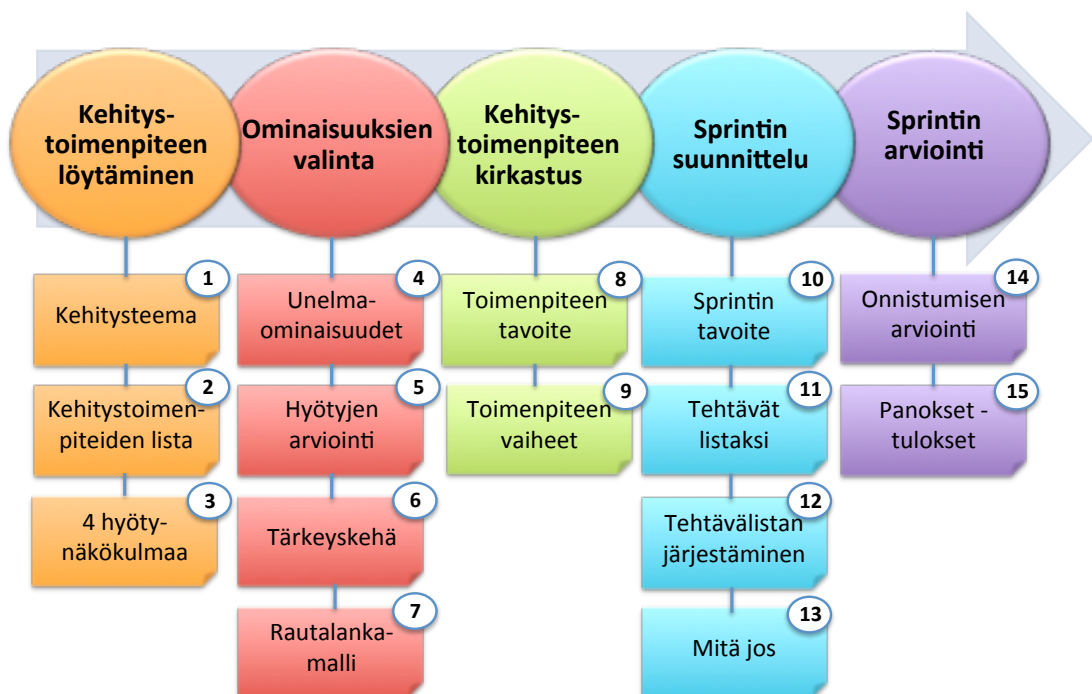 Kehitys-
toimenpiteen
löytäminen
Ominaisuuksien
valinta
Kehitys-
toimenpiteen
kirkastus
Sprintin
suunnittelu
Sprintin
arviointi
1
Kehitysteema
2
Kehitystoimen-
piteiden lista
3
4 hyöty-
näkökulmaa
4
Unelma-
ominaisuudet
5
Hyötyjen
arviointi
6
Tärkeyskehä
7
Rautalanka-
malli
8
Toimenpiteen
tavoite
9
Toimenpiteen
vaiheet
10
Sprintin
tavoite
11
Tehtävät
listaksi
12
Tehtävälistan
järjestäminen
13
Mitä jos
14
Onnistumisen
arviointi
15
Panokset -
tulokset